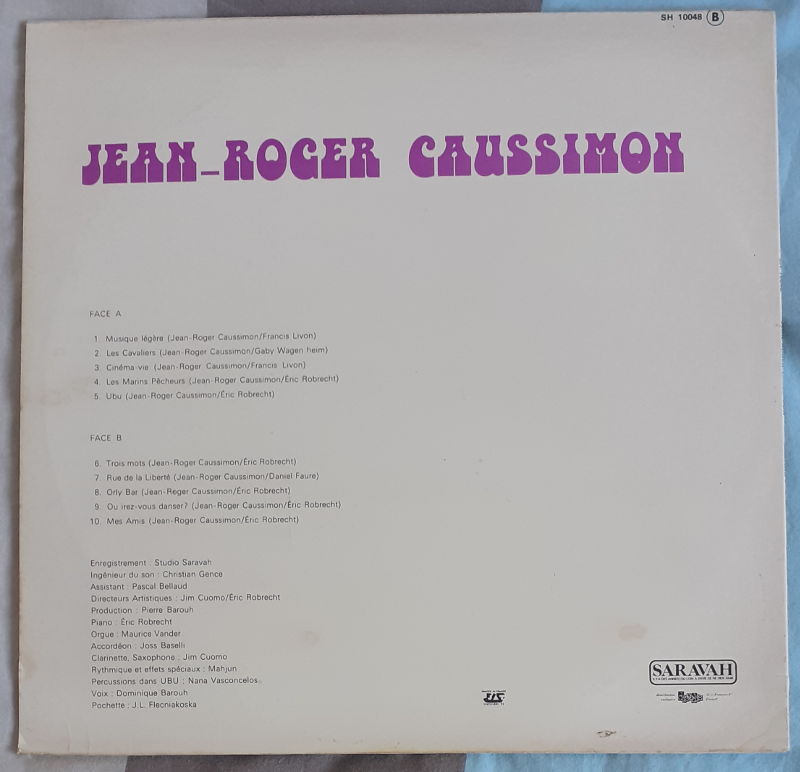 SH 10048 B
JEAN-ROGER CAUSSIMON
FACE A
1. Musique légère (Jean-Roger Caussimon/Francis Livon)
2. Les Cavaliers (Jean-Roger Caussimon/Gaby Wagen heim)
3. Cinéma-vie (Jean-Roger Caussimon/Francis Livon)
4. Les Marins Pêcheurs (Jean-Roger Caussimon/Éric Robrecht)
5. Ubu (Jean-Roger Caussimon/Éric Robrecht)
FACE B
6. Trois mots (Jean-Roger Caussimon/Éric Robrecht)
7. Rue de la Liberté (Jean-Roger Caussimon/Daniel Faure)
8. Orly Bar (Jean-Roger Caussimon/Éric Robrecht)
9. Ou irez-vous danser? (Jean-Roger Caussimon/Éric Robrecht)
10. Mes Amis (Jean-Roger Caussimon/Éric Robrecht)
Enregistrement : Studio Saravah
Ingénieur du son : Christian Gence
Assistant : Pascal Bellaud
Directeurs Artistiques : Jim Cuomo/Éric Robrecht
Production : Pierre Barouh
Piano : Éric Robrecht
Orgue : Maurice Vander
Accordéon : Joss Baselli
Clarinette, Saxophone : Jim Cuomo
Rythmique et effets spéciaux : Mahjun
Percussions dans UBU : Nana Vasconcelos
Voix : Dominique Barouh
Pochette : J.L. Flecniakoska
SARAVAH